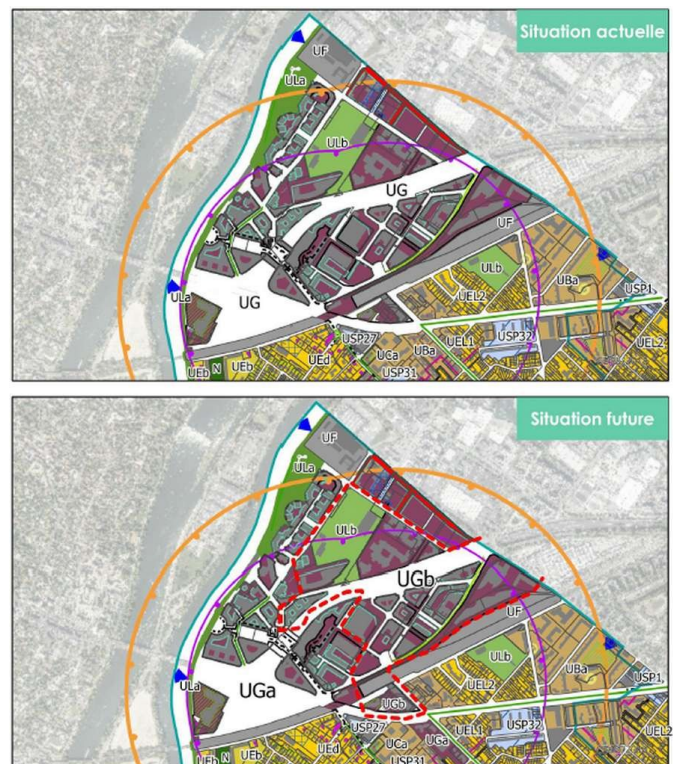 Situation actuelle
UF
ULa
ULb
UG
UF
ULb
UBa
ULa
UG
UEL2
USP1
USP27
UEL1
USP32
UEb
N
UEb
UEd
UCa
UBa
UEL2
USP31
Situation future
UF
ULa
ULb
UGb
UF
ULb
UBa
ULa
UGa
UEL2
USP1
UGb
USP27
UEL1
USP32
UEb
N
UEb
UEd
UCa
UGa
UEL2
USP31